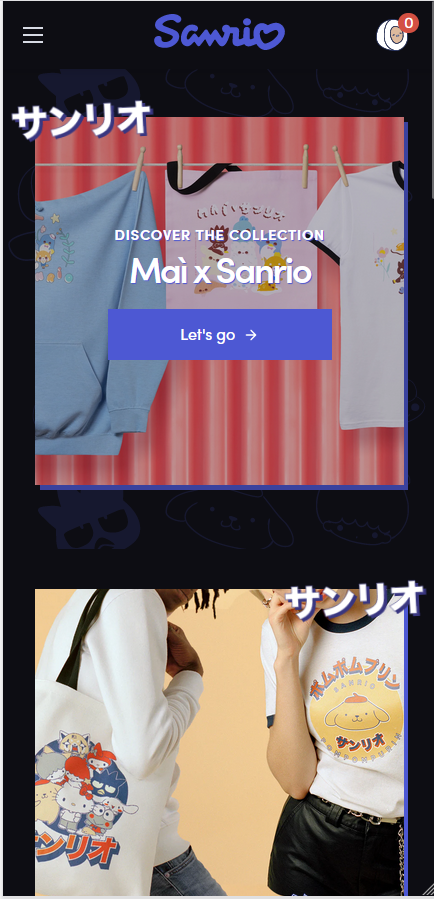 Sanrio
0
サンリオ
DISCOVER THE COLLECTION
Maì x Sanrio
Let's go →
サンリオ
ポムポムプリン
SANRIO
サンリオ
POMPOMPURIN
サンリオ